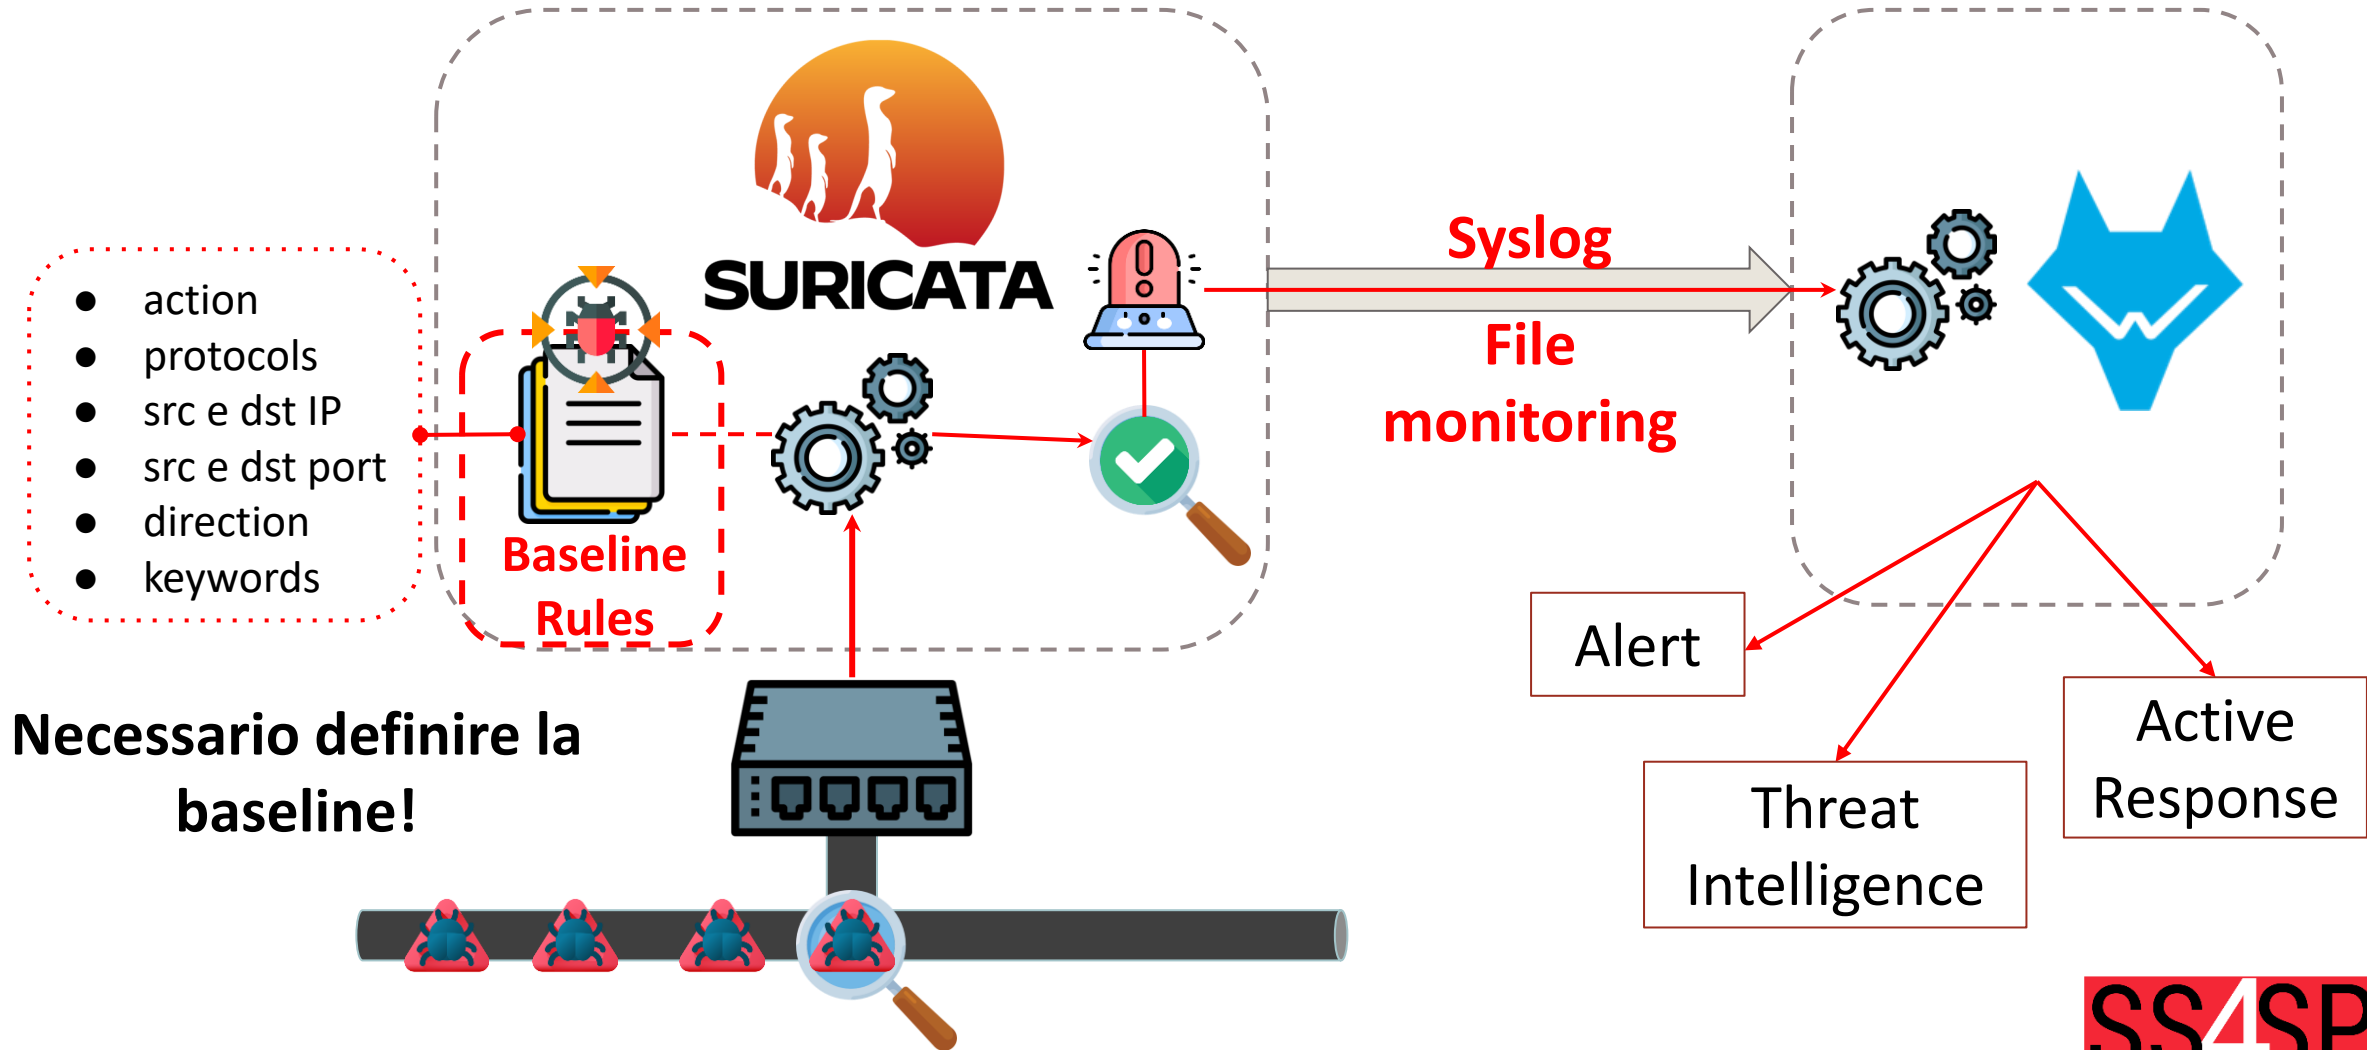 SURICATA
action
protocols
src e dst IP
src e dst port
direction
keywords
Baseline
Rules
Syslog
File
monitoring
Necessario definire la
baseline!
Alert
Threat
Intelligence
Active
Response
SS4SP